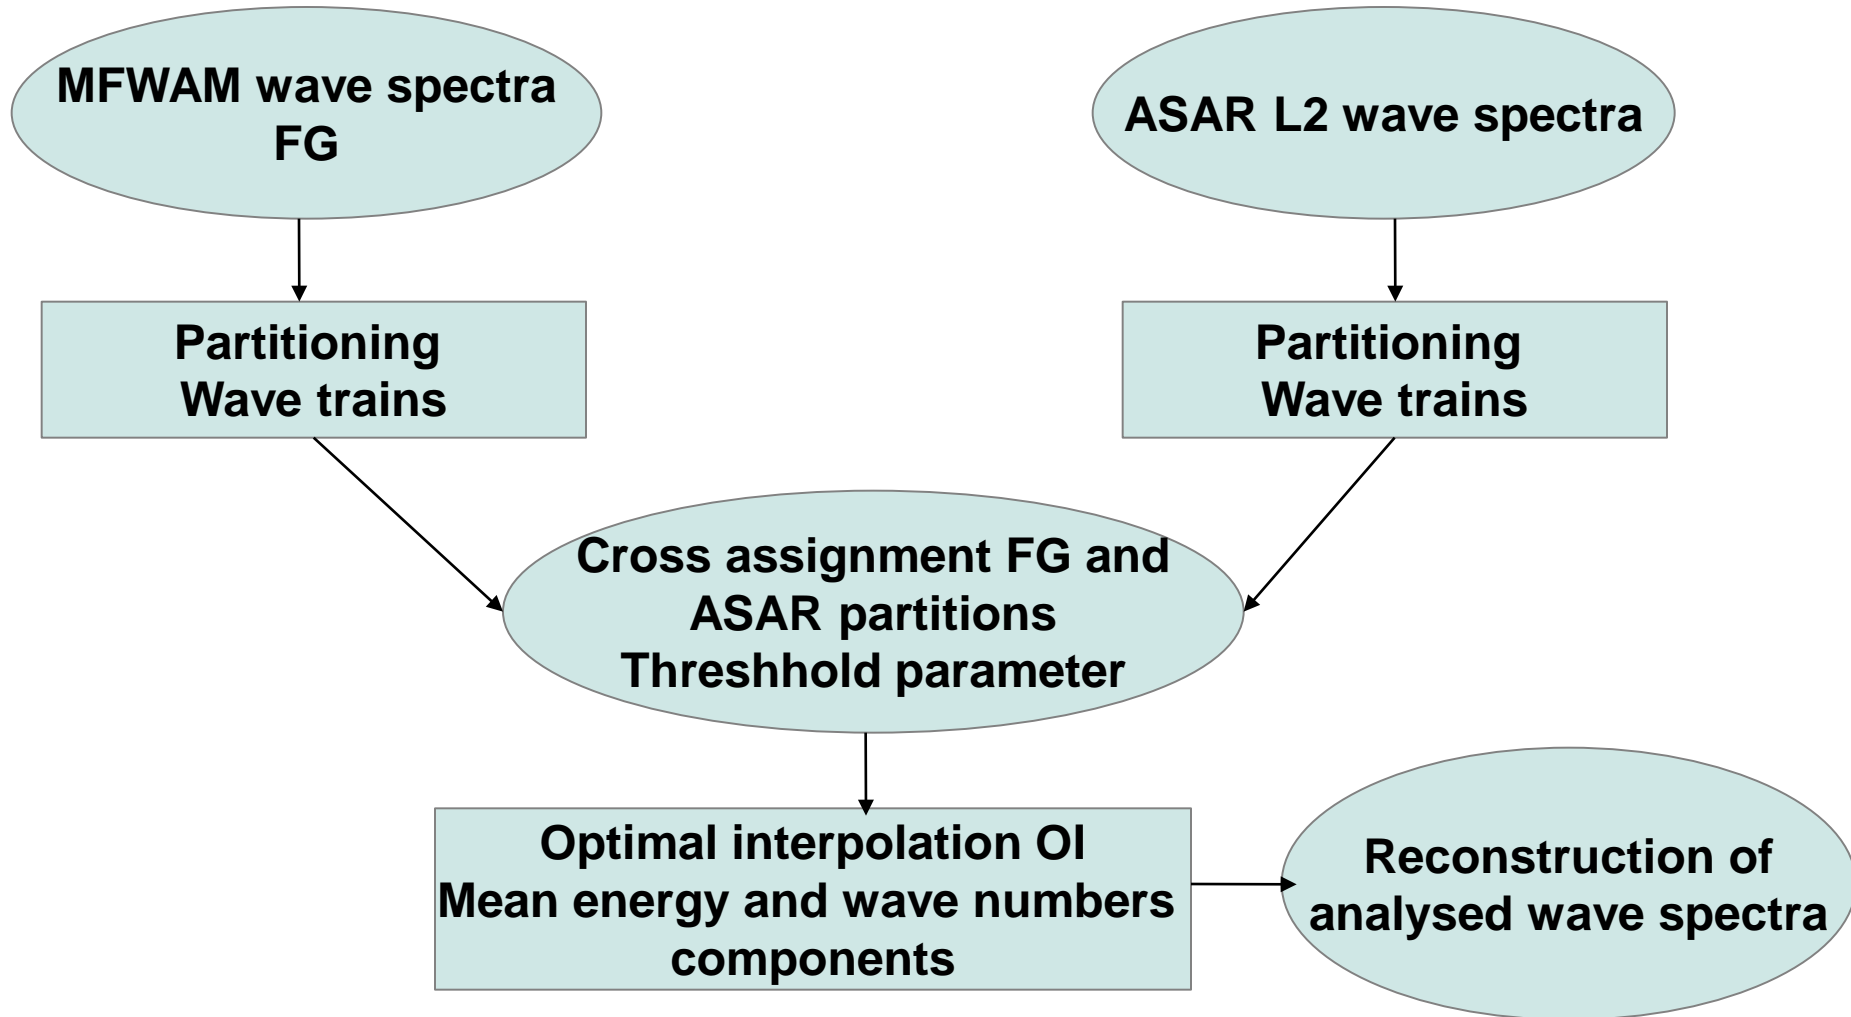 MFWAM wave spectra
FG
ASAR L2 wave spectra
Partitioning
Wave trains
Partitioning
Wave trains
Cross assignment FG and
ASAR partitions
Threshhold parameter
Optimal interpolation OI
Mean energy and wave numbers
components
Reconstruction of
analysed wave spectra